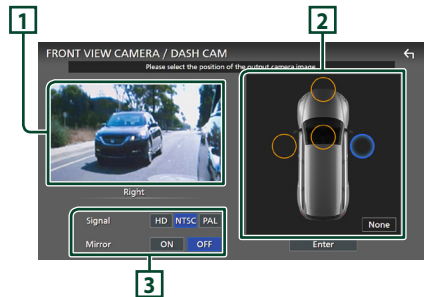 1
2
FRONT VIEW CAMERA / DASH CAM
Please select the position of the output camera image.
Right
Signal HD NTSC PAL
Mirror ON OFF
None
Enter
3